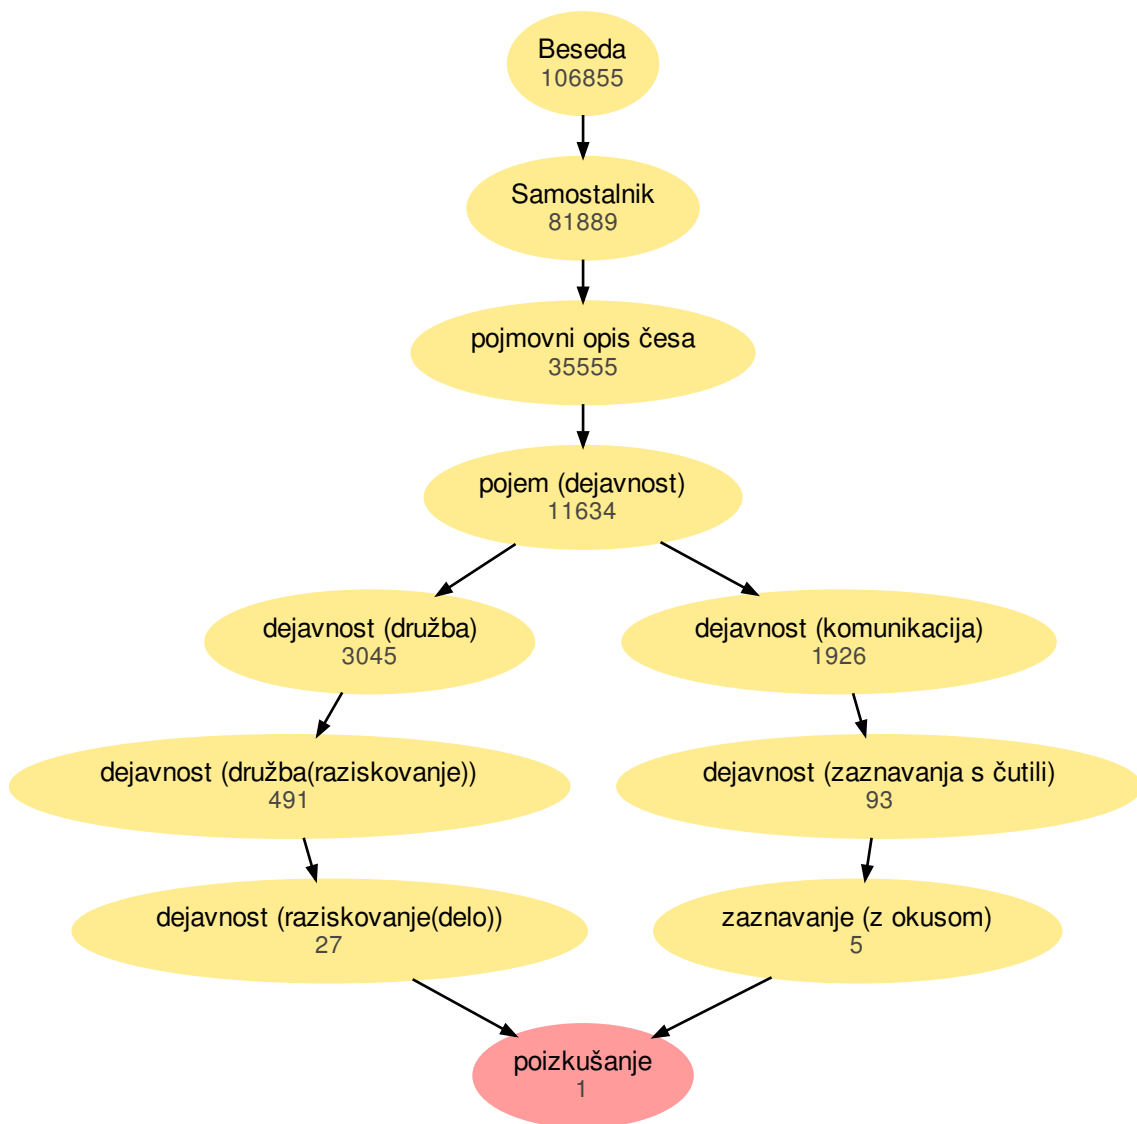 Beseda
106855
Samostalnik
81889
pojmovni opis česa
35555
pojem (dejavnost)
11634
dejavnost (družba)
3045
dejavnost (komunikacija)
1926
dejavnost (družba(raziskovanje))
491
dejavnost (zaznavanja s čutili)
93
dejavnost (raziskovanje(delo))
27
zaznavanje (z okusom)
5
poizkušanje
1